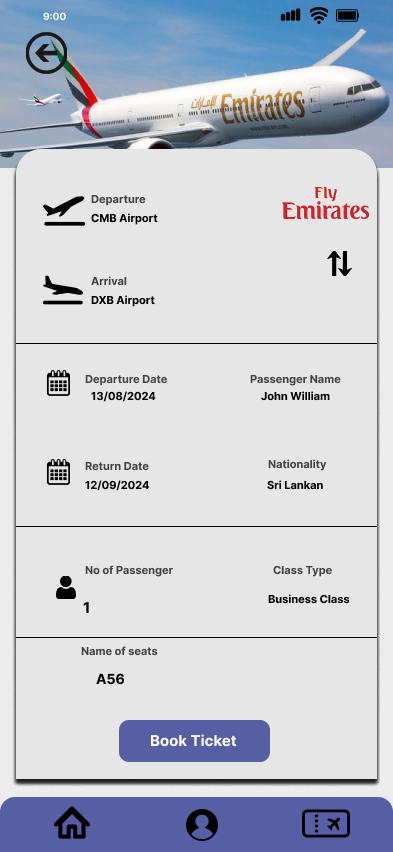 9:00
الإمارات Emirates
Departure
CMB Airport
Fly
Emirates
Arrival
DXB Airport
Departure Date
13/08/2024
Passenger Name
John William
Return Date
12/09/2024
Nationality
Sri Lankan
No of Passenger
1
Class Type
Business Class
Name of seats
A56
Book Ticket